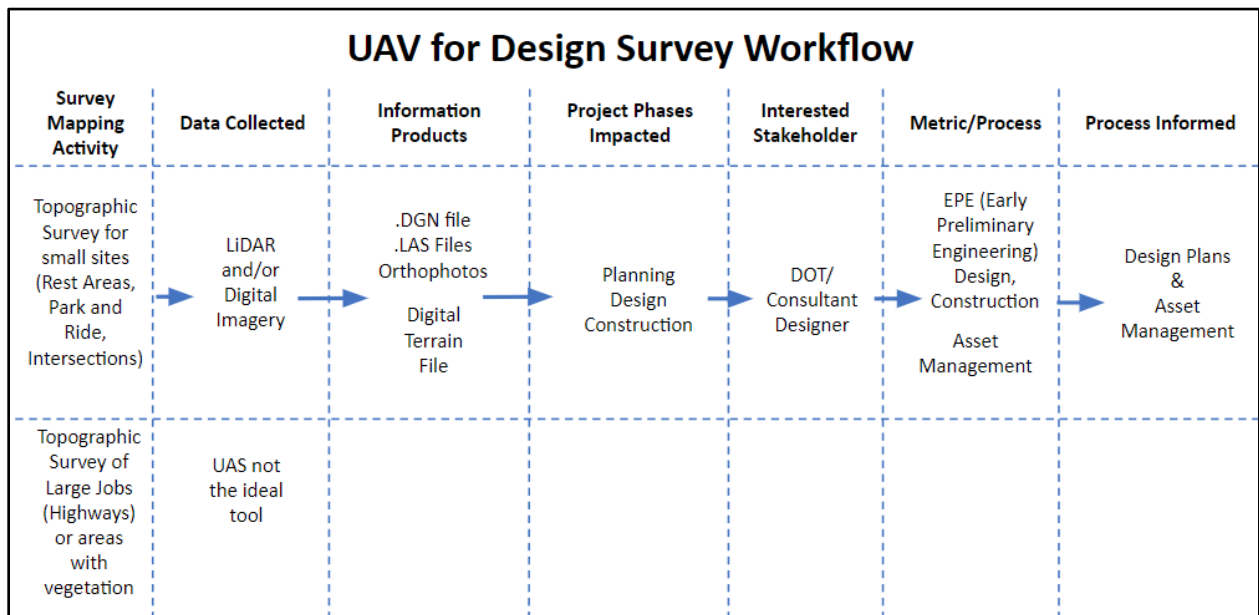 UAV for Design Survey Workflow
Survey
Mapping
Activity
Data Collected
Information
Products
Project Phases
Impacted
Interested
Stakeholder
Metric/Process
Process Informed
Topographic
Survey for
small sites
(Rest Areas,
Park and
Ride,
Intersections)
LiDAR
and/or
Digital
Imagery
.DGN file
.LAS Files
Orthophotos
Digital
Terrain
File
Planning
Design
Construction
DOT/
Consultant
Designer
EPE (Early
Preliminary
Engineering)
Design,
Construction
Asset
Management
Design Plans
&
Asset
Management
Topographic
Survey of
Large Jobs
(Highways)
or areas
with
vegetation
UAS not
the ideal
tool